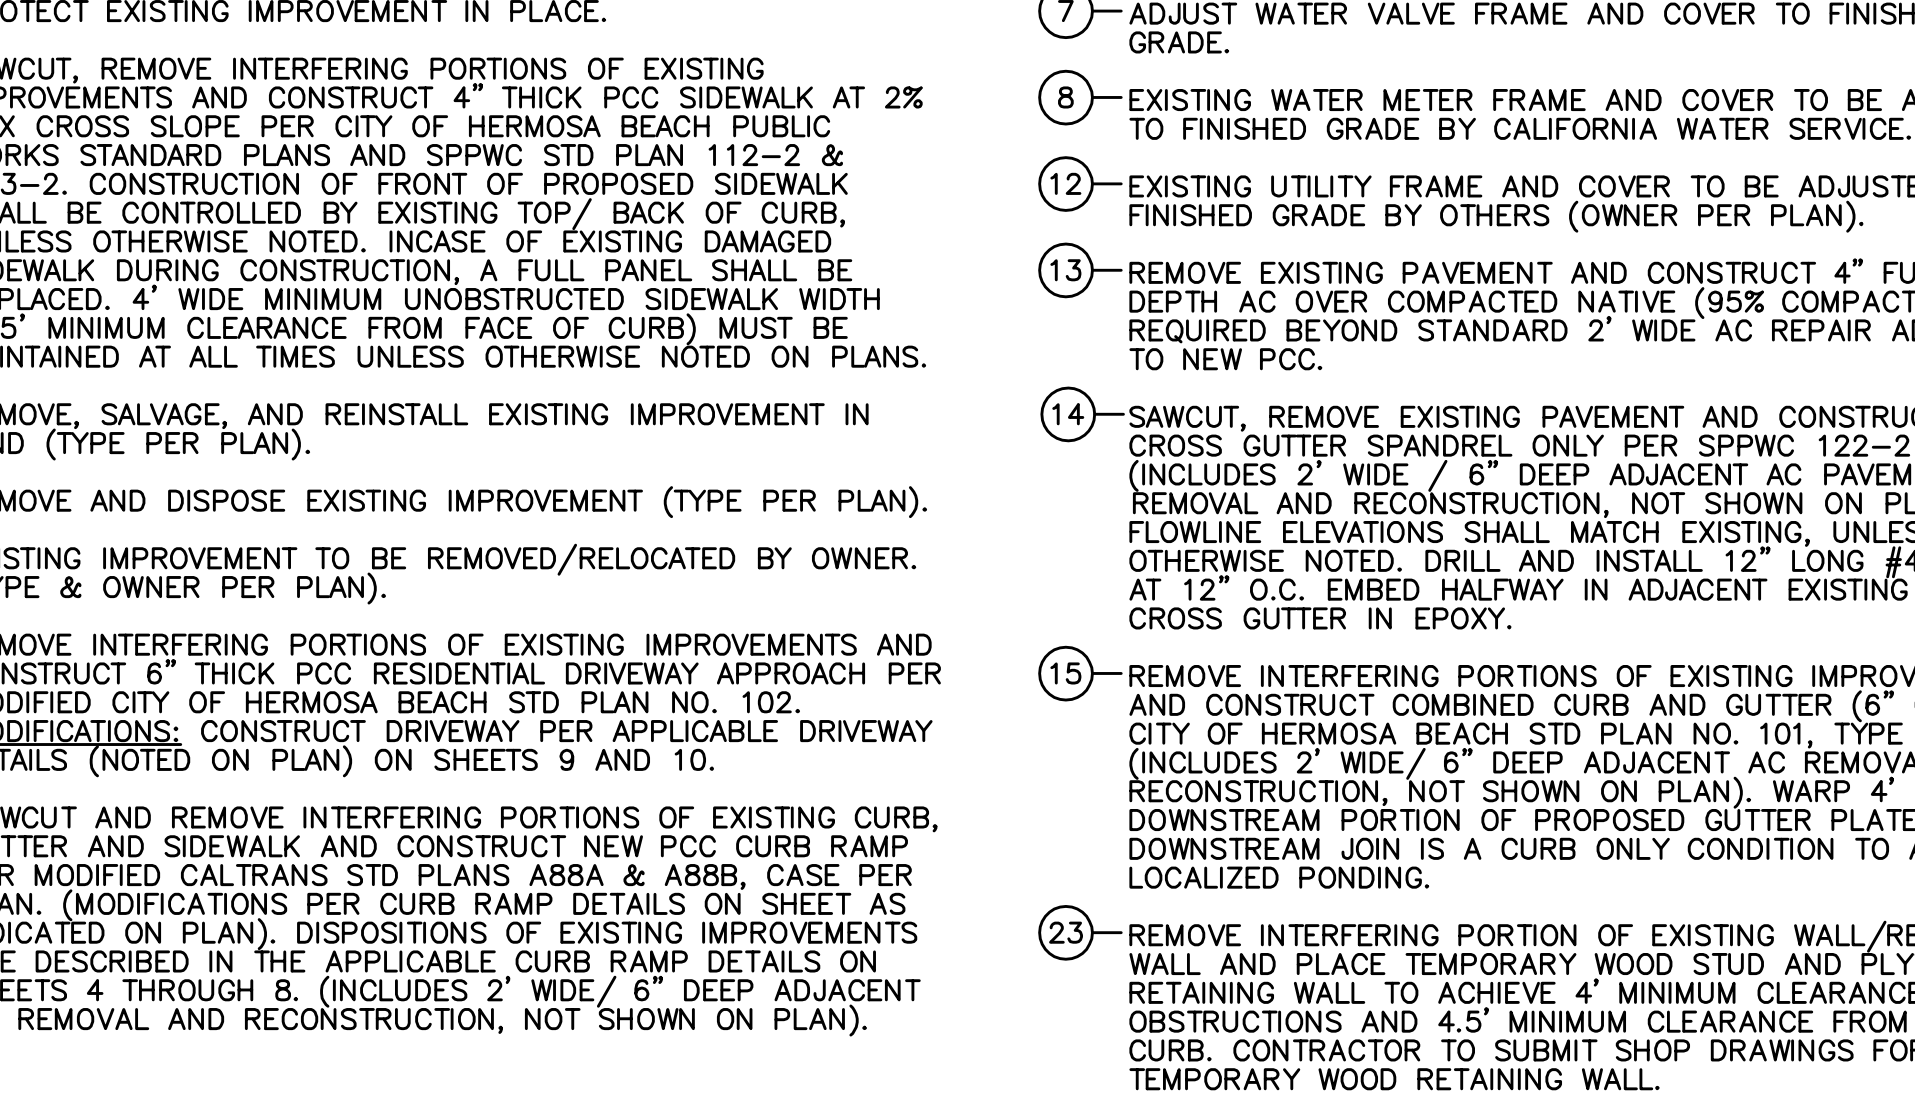 OTECT EXISTING IMPROVEMENT IN PLACE.
WCUT, REMOVE INTERFERING PORTIONS OF EXISTING
PROVEMENTS AND CONSTRUCT 4” THICK PCC SIDEWALK AT 2%
X CROSS SLOPE PER CITY OF HERMOSA BEACH PUBLIC
ORKS STANDARD PLANS AND SPPWC STD PLAN 112–2 &
3–2. CONSTRUCTION OF FRONT OF PROPOSED SIDEWALK
ALL BE CONTROLLED BY EXISTING TOP/ BACK OF CURB,
LESS OTHERWISE NOTED. INCASE OF EXISTING DAMAGED
DEWALK DURING CONSTRUCTION, A FULL PANEL SHALL BE
PLACED. 4’ WIDE MINIMUM UNOBSTRUCTED SIDEWALK WIDTH
5’ MINIMUM CLEARANCE FROM FACE OF CURB) MUST BE
INTAINED AT ALL TIMES UNLESS OTHERWISE NOTED ON PLANS.
MOVE, SALVAGE, AND REINSTALL EXISTING IMPROVEMENT IN
ND (TYPE PER PLAN).
MOVE AND DISPOSE EXISTING IMPROVEMENT (TYPE PER PLAN).
ISTING IMPROVEMENT TO BE REMOVED/RELOCATED BY OWNER.
YPE & OWNER PER PLAN).
MOVE INTERFERING PORTIONS OF EXISTING IMPROVEMENTS AND
NSTRUCT 6” THICK PCC RESIDENTIAL DRIVEWAY APPROACH PER
ODIFIED CITY OF HERMOSA BEACH STD PLAN NO. 102.
ODIFICATIONS: CONSTRUCT DRIVEWAY PER APPLICABLE DRIVEWAY
TAILS (NOTED ON PLAN) ON SHEETS 9 AND 10.
WCUT AND REMOVE INTERFERING PORTIONS OF EXISTING CURB,
TTER AND SIDEWALK AND CONSTRUCT NEW PCC CURB RAMP
R MODIFIED CALTRANS STD PLANS A88A & A88B, CASE PER
AN. (MODIFICATIONS PER CURB RAMP DETAILS ON SHEET AS
DICATED ON PLAN). DISPOSITIONS OF EXISTING IMPROVEMENTS
E DESCRIBED IN THE APPLICABLE CURB RAMP DETAILS ON
EETS 4 THROUGH 8. (INCLUDES 2’ WIDE/ 6” DEEP ADJACENT
REMOVAL AND RECONSTRUCTION, NOT SHOWN ON PLAN).
7 ADJUST WATER VALVE FRAME AND COVER TO FINISH
GRADE.
8 EXISTING WATER METER FRAME AND COVER TO BE A
TO FINISHED GRADE BY CALIFORNIA WATER SERVICE.
12 EXISTING UTILITY FRAME AND COVER TO BE ADJUSTE
FINISHED GRADE BY OTHERS (OWNER PER PLAN).
13 REMOVE EXISTING PAVEMENT AND CONSTRUCT 4” FU
DEPTH AC OVER COMPACTED NATIVE (95% COMPACT
REQUIRED BEYOND STANDARD 2’ WIDE AC REPAIR AD
TO NEW PCC.
14 SAWCUT, REMOVE EXISTING PAVEMENT AND CONSTRUC
CROSS GUTTER SPANDREL ONLY PER SPPWC 122–2
(INCLUDES 2’ WIDE / 6” DEEP ADJACENT AC PAVEM
REMOVAL AND RECONSTRUCTION, NOT SHOWN ON PL
FLOWLINE ELEVATIONS SHALL MATCH EXISTING, UNLES
OTHERWISE NOTED. DRILL AND INSTALL 12” LONG #4
AT 12” O.C. EMBED HALFWAY IN ADJACENT EXISTING
CROSS GUTTER IN EPOXY.
15 REMOVE INTERFERING PORTIONS OF EXISTING IMPROV
AND CONSTRUCT COMBINED CURB AND GUTTER (6”
CITY OF HERMOSA BEACH STD PLAN NO. 101, TYPE
(INCLUDES 2’ WIDE/ 6” DEEP ADJACENT AC REMOVA
RECONSTRUCTION, NOT SHOWN ON PLAN). WARP 4’
DOWNSTREAM PORTION OF PROPOSED GUTTER PLATE
DOWNSTREAM JOIN IS A CURB ONLY CONDITION TO A
LOCALIZED PONDING.
23 REMOVE INTERFERING PORTION OF EXISTING WALL/RE
WALL AND PLACE TEMPORARY WOOD STUD AND PLY
RETAINING WALL TO ACHIEVE 4’ MINIMUM CLEARANCE
OBSTRUCTIONS AND 4.5’ MINIMUM CLEARANCE FROM
CURB. CONTRACTOR TO SUBMIT SHOP DRAWINGS FOR
TEMPORARY WOOD RETAINING WALL.